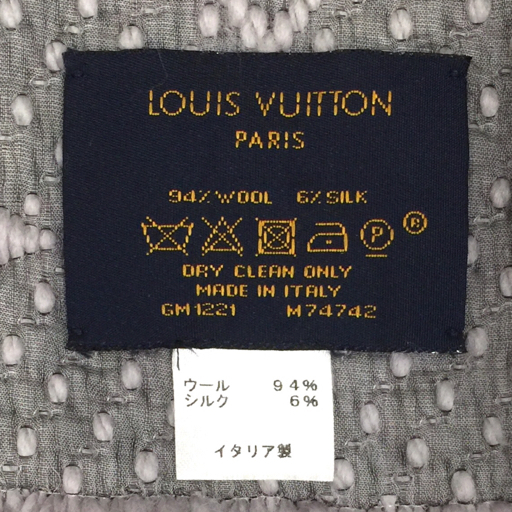 LOUIS VUITTON
PARIS
94% WOOL 6% SILK
P ®
DRY CLEAN ONLY
MADE IN ITALY
GM1221 M74742
ウール 94%
シルク 6%
イタリア製